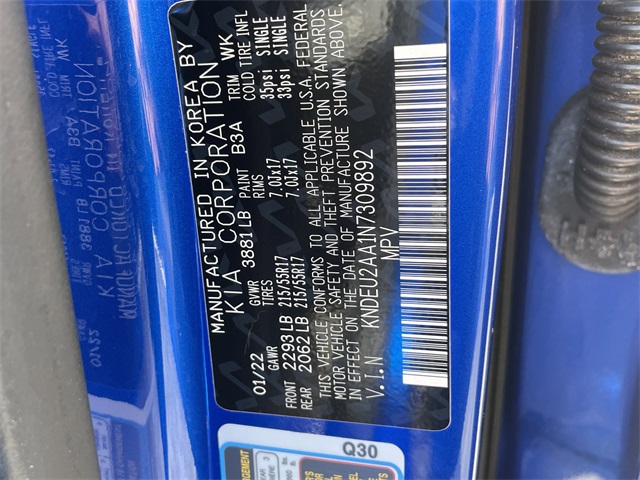 MANUFACTURED IN KOREA BY
KIA CORPORATION
01/22 GVWR 3881 LB PAINT B3A TRIM WK
GAWR TIRES RIMS COLD TIRE INFL
FRONT 2293 LB 215/55R17 7.0Jx17 35psi SINGLE
REAR 2062 LB 215/55R17 7.0Jx17 33psi SINGLE
THIS VEHICLE CONFORMS TO ALL APPLICABLE U.S.A. FEDERAL
MOTOR VEHICLE SAFETY AND THEFT PREVENTION STANDARDS
IN EFFECT ON THE DATE OF MANUFACTURE SHOWN ABOVE.
V.I.N KNDEU2AA1N7309892
MPV
Q30